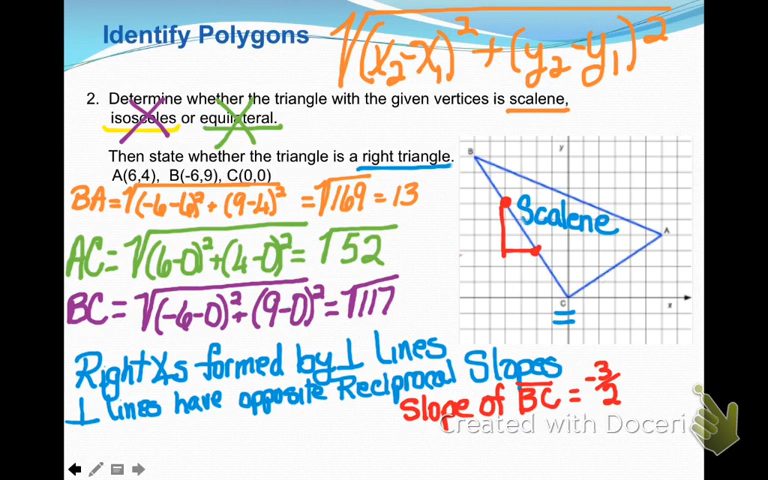 Identify Polygons
√(x₂-x₁)² + (y₂-y₁)²
2. Determine whether the triangle with the given vertices is scalene,
isosceles or equilateral.
Then state whether the triangle is a right triangle.
A(6,4), B(-6,9), C(0,0)
BA=√(-6-6)² + (9-4)² =√169 = 13
AC=√(6-0)²+(4-0)²= √52
BC=√(-6-0)²+(9-0)²=√117
B
y
Scalene
A
C
x
=
Right ∠s formed by ⊥ lines
⊥ lines have opposite Reciprocal Slopes
Slope of BC = -3/2
Created with Doceri